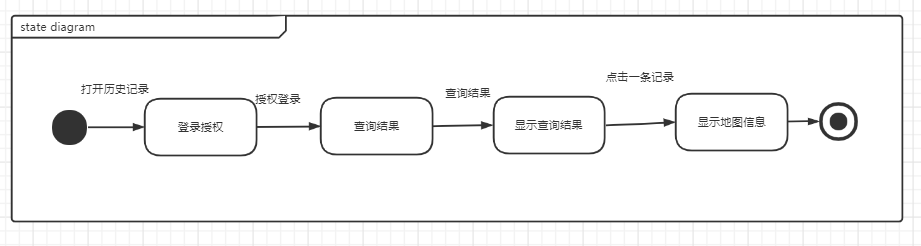 state diagram
打开历史记录
登录授权
授权登录
查询结果
查询结果
显示查询结果
点击一条记录
显示地图信息